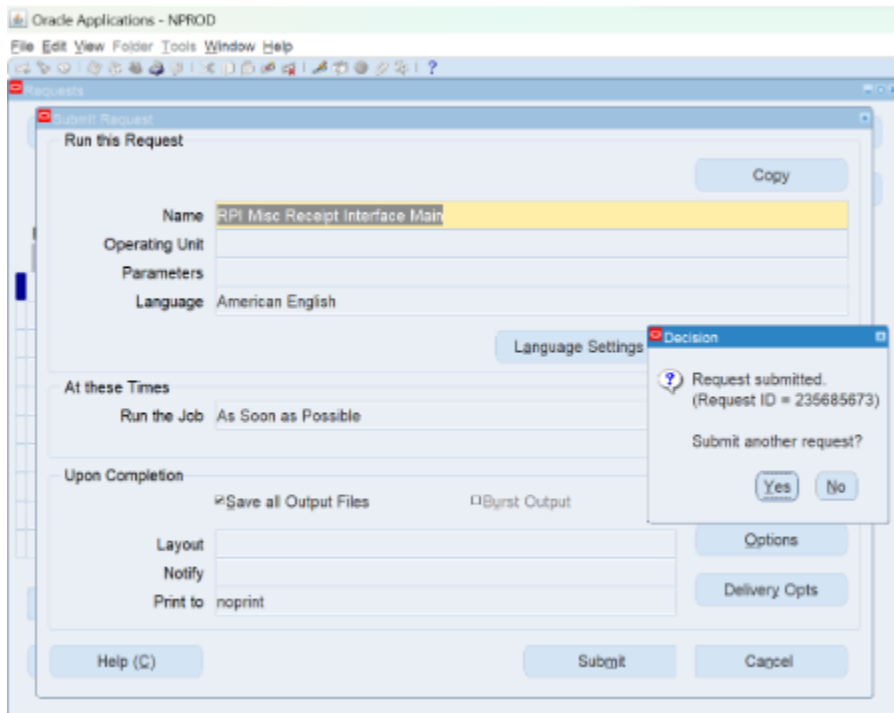 Oracle Applications - NPROD
File Edit View Folder Tools Window Help
Requests
Submit Request
Run this Request
Copy
Name RPI Misc Receipt Interface Main
Operating Unit
Parameters
Language American English
Language Settings
Decision
Request submitted.
(Request ID = 235685673)
Submit another request?
Yes No
At these Times
Run the Job As Soon as Possible
Upon Completion
Save all Output Files Burst Output
Options
Layout
Notify
Delivery Opts
Print to noprint
Help (C) Submit Cancel